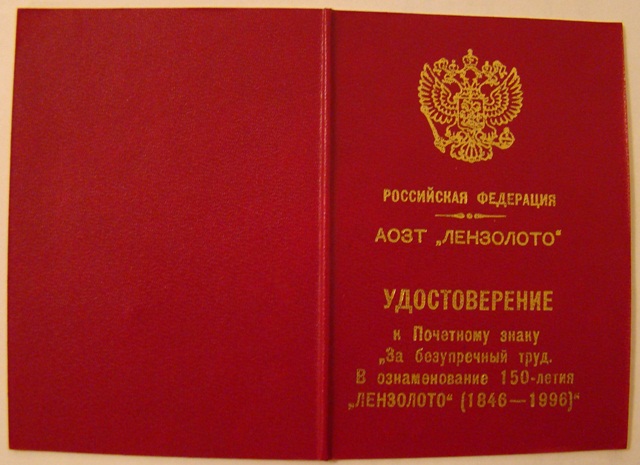 РОССИЙСКАЯ ФЕДЕРАЦИЯ
АОЗТ „ЛЕНЗОЛОТО“
УДОСТОВЕРЕНИЕ
к Почетному знаку
„За безупречный труд.
В ознаменование 150-летия
„ЛЕНЗОЛОТО“ (1846—1996)“